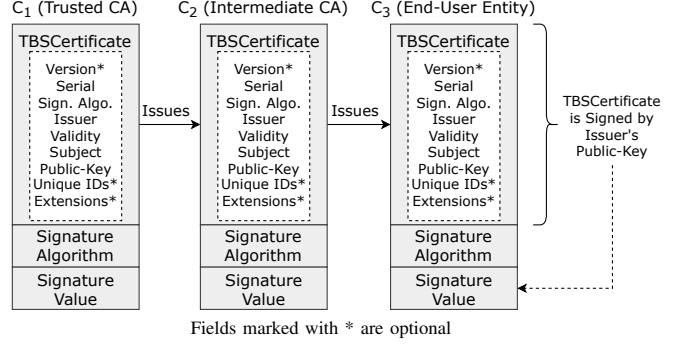 C1 (Trusted CA)
TBSCertificate
Version*
Serial
Sign. Algo.
Issuer
Validity
Subject
Public-Key
Unique IDs*
Extensions*
Signature
Algorithm
Signature
Value
Issues
C2 (Intermediate CA)
TBSCertificate
Version*
Serial
Sign. Algo.
Issuer
Validity
Subject
Public-Key
Unique IDs*
Extensions*
Signature
Algorithm
Signature
Value
Issues
C3 (End-User Entity)
TBSCertificate
Version*
Serial
Sign. Algo.
Issuer
Validity
Subject
Public-Key
Unique IDs*
Extensions*
Signature
Algorithm
Signature
Value
TBSCertificate
is Signed by
Issuer's
Public-Key
Fields marked with * are optional